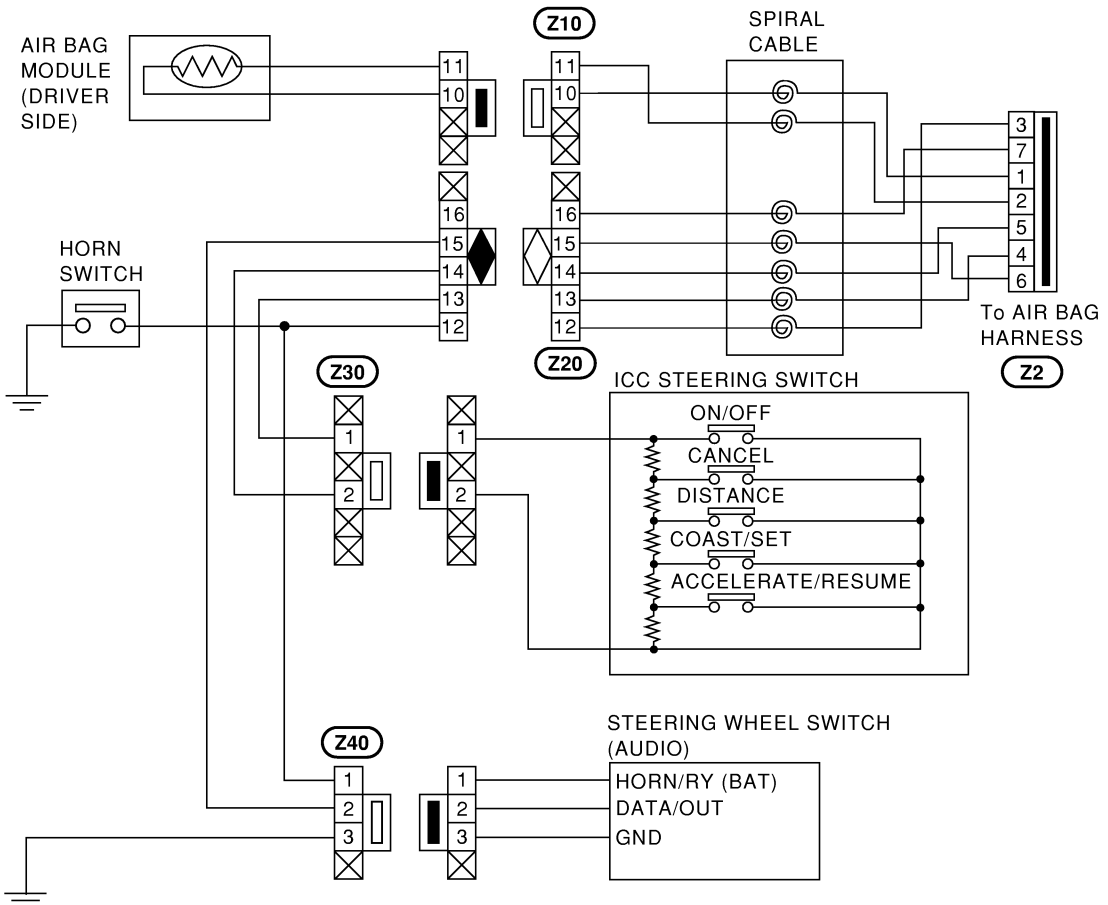 Z10
SPIRAL
CABLE
AIR BAG
MODULE
(DRIVER
SIDE)
11
10
11
10
3
7
1
2
5
4
6
16
15
14
13
12
16
15
14
13
12
HORN
SWITCH
To AIR BAG
HARNESS
Z2
Z30
Z20
ICC STEERING SWITCH
1
2
1
2
ON/OFF
CANCEL
DISTANCE
COAST/SET
ACCELERATE/RESUME
Z40
STEERING WHEEL SWITCH
(AUDIO)
1
2
3
1
2
3
HORN/RY (BAT)
DATA/OUT
GND